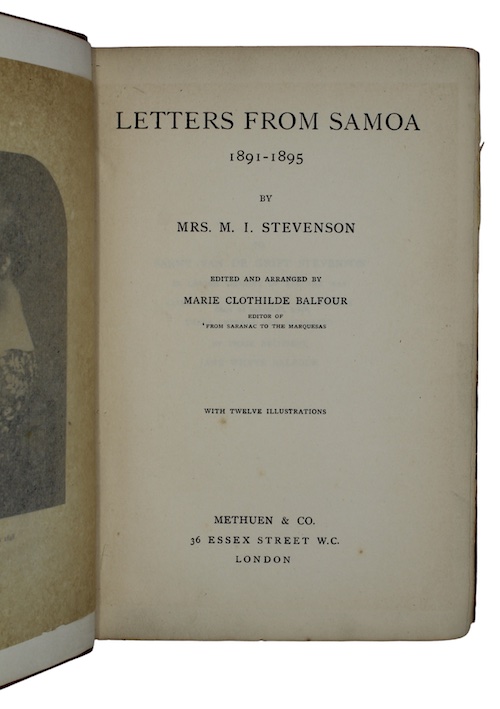 LETTERS FROM SAMOA
1891-1895
BY
MRS. M. I. STEVENSON
EDITED AND ARRANGED BY
MARIE CLOTHILDE BALFOUR
EDITOR OF
'FROM SARANAC TO THE MARQUESAS
WITH TWELVE ILLUSTRATIONS
METHUEN & CO.
36 ESSEX STREET W.C.
LONDON